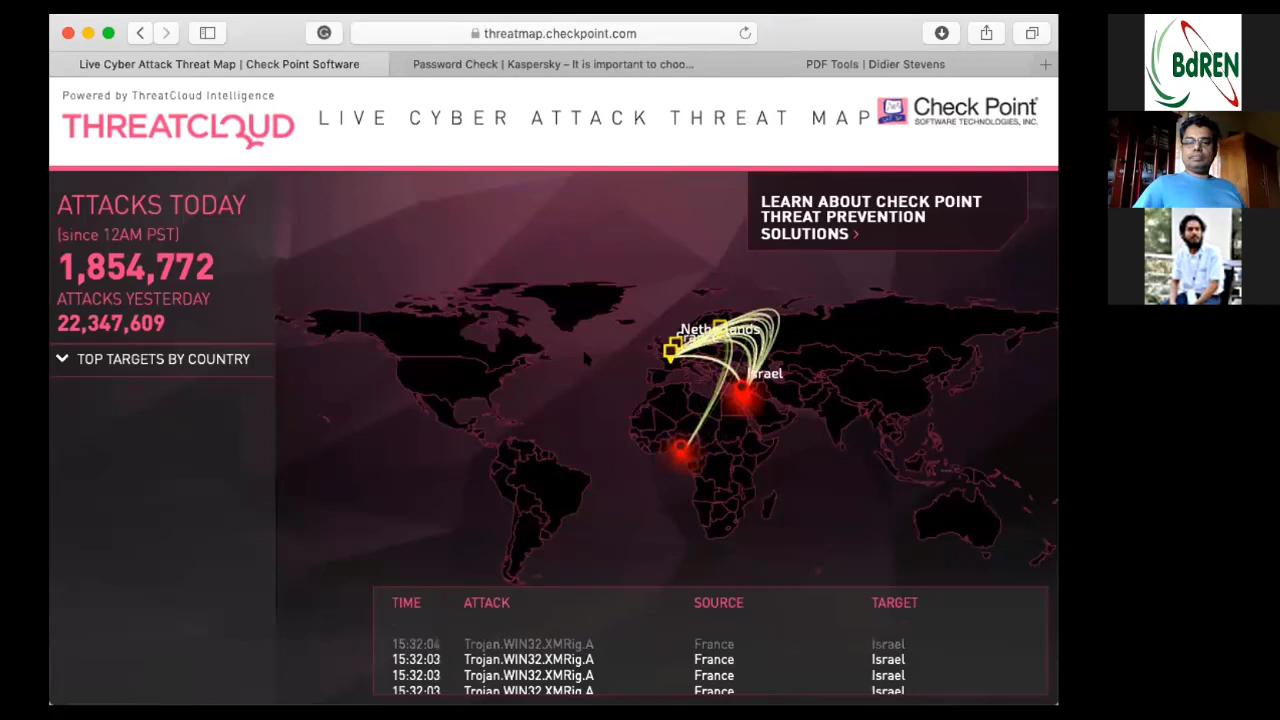 threatmap.checkpoint.com
Live Cyber Attack Threat Map | Check Point Software
Password Check | Kaspersky – It is important to choo...
PDF Tools | Didier Stevens
Powered by ThreatCloud Intelligence
THREATCLOUD
LIVE CYBER ATTACK THREAT MAP
Check Point
SOFTWARE TECHNOLOGIES, INC.
ATTACKS TODAY
(since 12AM PST)
1,854,772
ATTACKS YESTERDAY
22,347,609
TOP TARGETS BY COUNTRY
LEARN ABOUT CHECK POINT
THREAT PREVENTION
SOLUTIONS >
Netherlands
Israel
TIME ATTACK SOURCE TARGET
15:32:04 Trojan.WIN32.XMRig.A France Israel
15:32:03 Trojan.WIN32.XMRig.A France Israel
15:32:03 Trojan.WIN32.XMRig.A France Israel
15:32:03 Trojan.WIN32.XMRig.A France Israel
BdREN